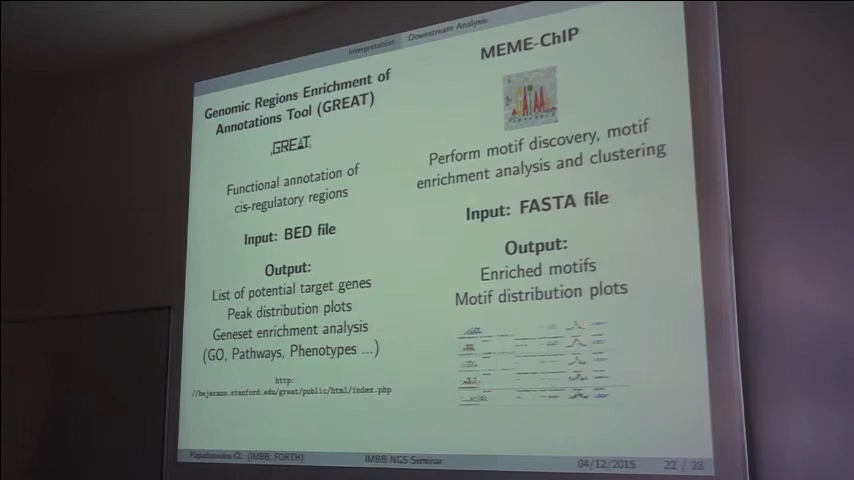 Interpretation Downstream Analysis
Genomic Regions Enrichment of
Annotations Tool (GREAT)
GREAT
Functional annotation of
cis-regulatory regions
Input: BED file
Output:
List of potential target genes
Peak distribution plots
Geneset enrichment analysis
(GO, Pathways, Phenotypes ...)
http:
//bejerano.stanford.edu/great/public/html/index.php
MEME-ChIP
Perform motif discovery, motif
enrichment analysis and clustering
Input: FASTA file
Output:
Enriched motifs
Motif distribution plots
Papadopoulos GL (IMBB, FORTH) IMBB NGS Seminar 04/12/2015 22 / 28